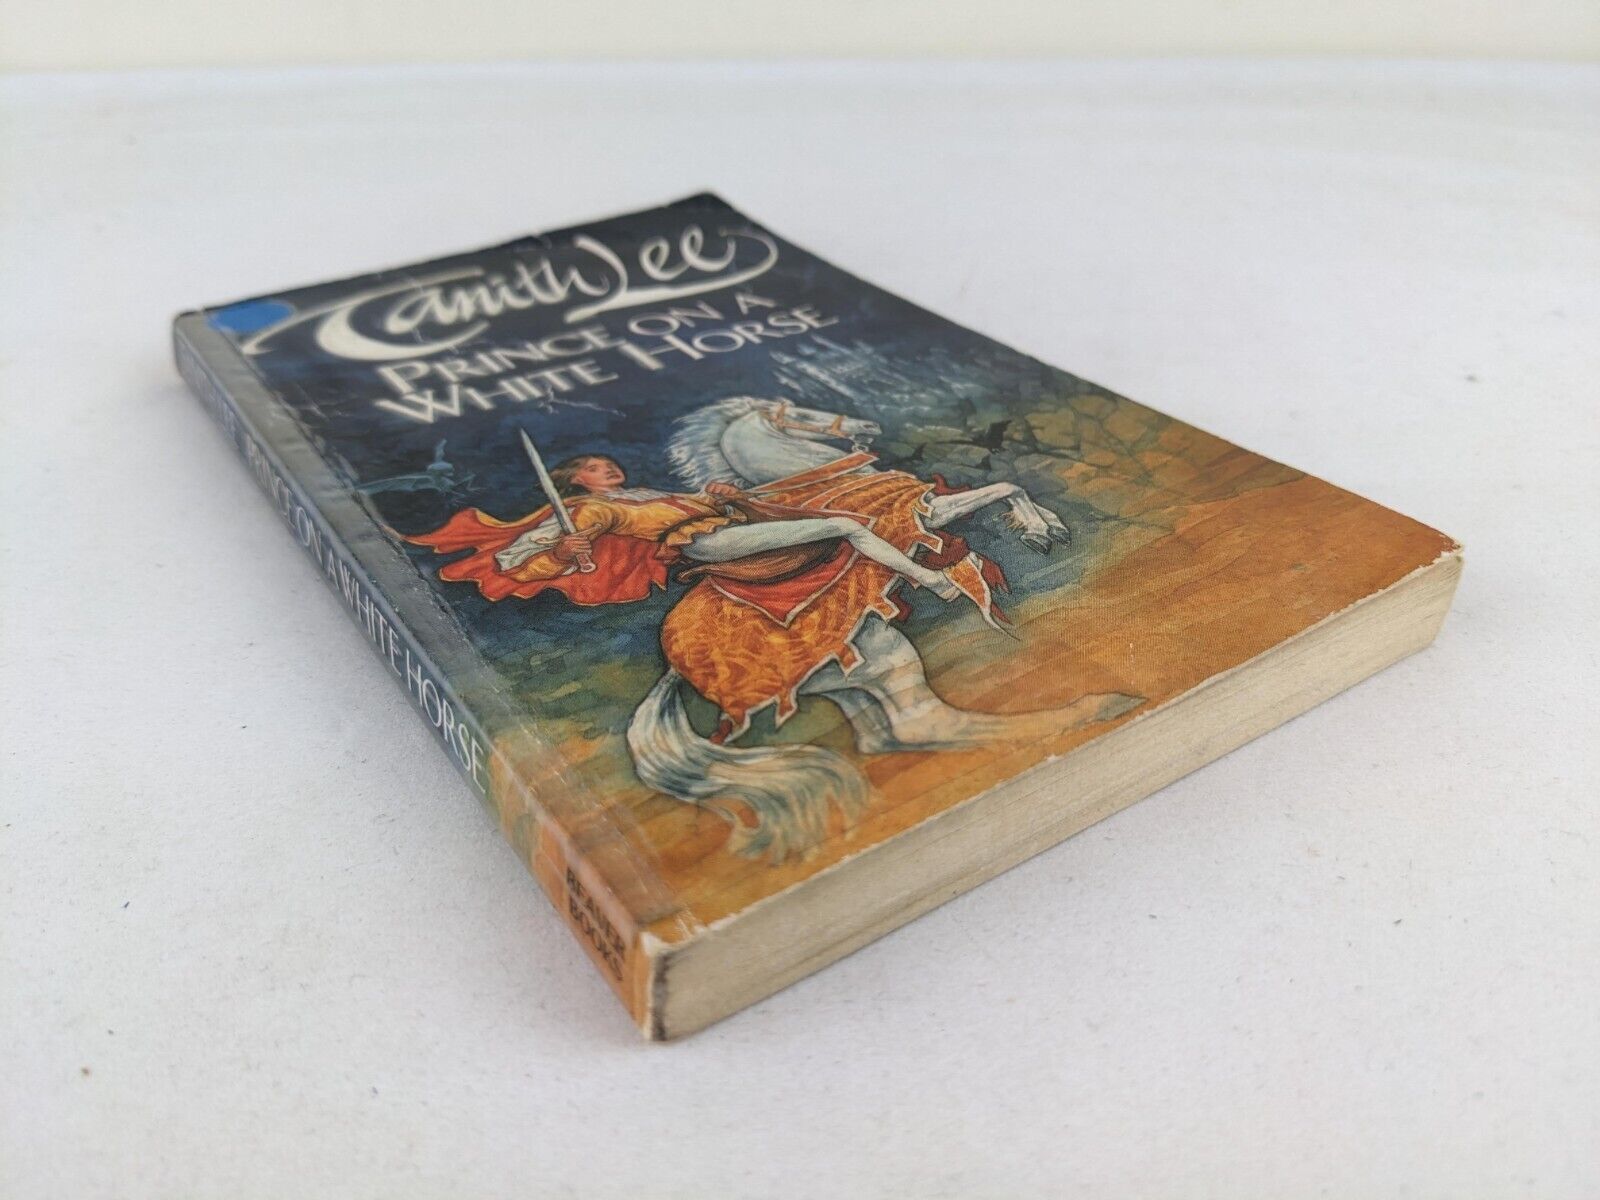 Tanith Lee
PRINCE ON A
WHITE HORSE
PRINCE ON A WHITE HORSE
BEAVER
BOOKS